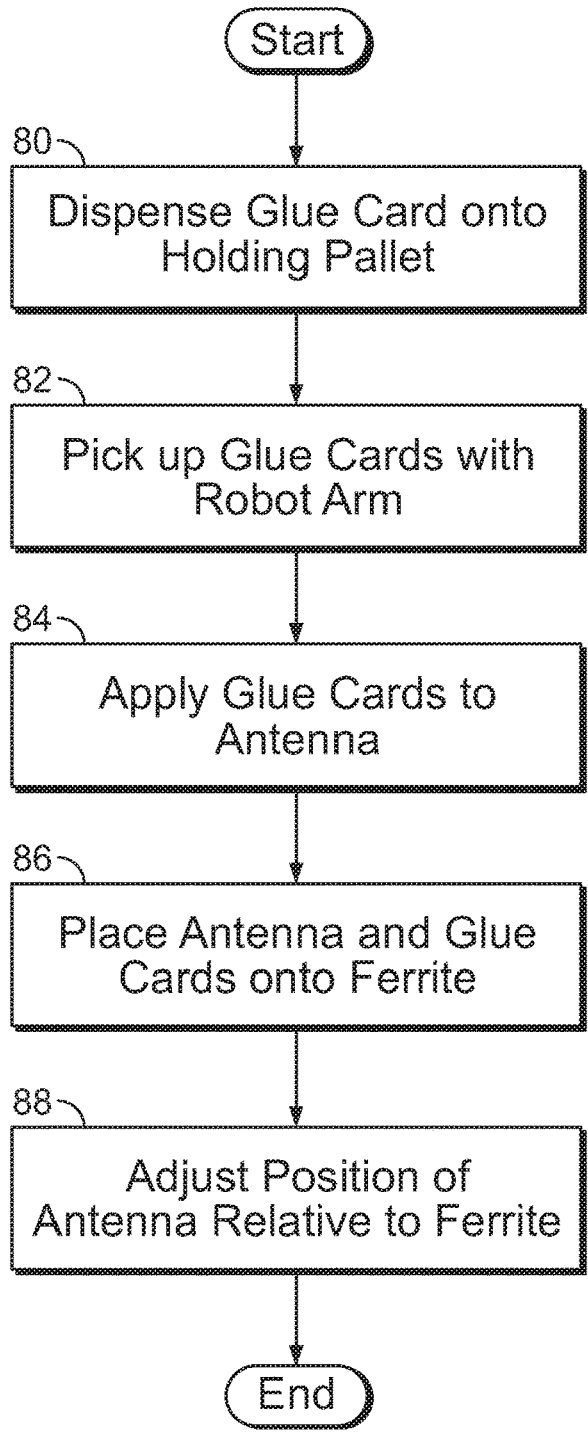 Start
80
Dispense Glue Card onto
Holding Pallet
82
Pick up Glue Cards with
Robot Arm
84
Apply Glue Cards to
Antenna
86
Place Antenna and Glue
Cards onto Ferrite
88
Adjust Position of
Antenna Relative to Ferrite
End